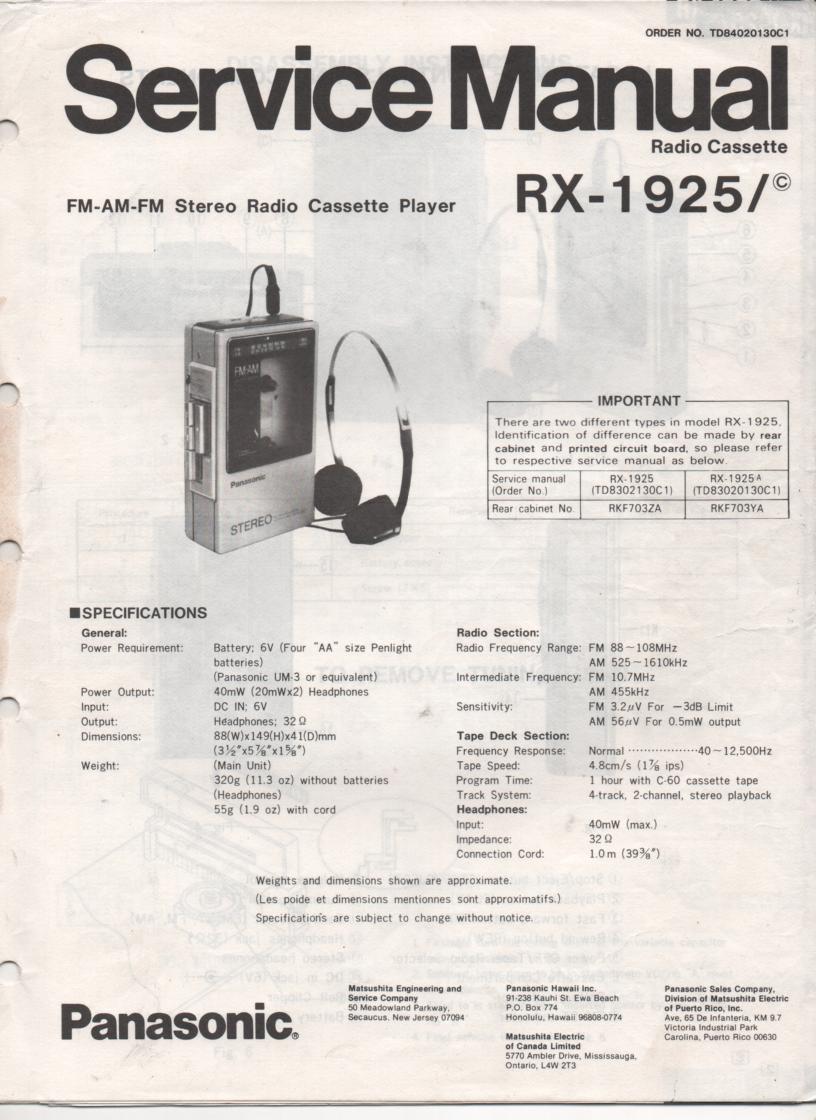 ORDER NO. TD84020130C1
Service Manual
Radio Cassette
RX-1925/©
FM-AM-FM Stereo Radio Cassette Player
FM-AM
Panasonic
STEREO
IMPORTANT
There are two different types in model RX-1925.
Identification of difference can be made by rear
cabinet and printed circuit board, so please refer
to respective service manual as below.
Service manual (Order No.) RX-1925 (TD8302130C1) RX-1925A (TD83020130C1)
Rear cabinet No. RKF703ZA RKF703YA
■SPECIFICATIONS
General:
Power Requirement: Battery; 6V (Four "AA" size Penlight
batteries)
(Panasonic UM-3 or equivalent)
Power Output: 40mW (20mWx2) Headphones
Input: DC IN; 6V
Output: Headphones; 32Ω
Dimensions: 88(W)x149(H)x41(D)mm
(3½"x5⅞"x1⅝")
Weight: (Main Unit)
320g (11.3 oz) without batteries
(Headphones)
55g (1.9 oz) with cord
Radio Section:
Radio Frequency Range: FM 88~108MHz
AM 525~1610kHz
Intermediate Frequency: FM 10.7MHz
AM 455kHz
Sensitivity: FM 3.2μV For −3dB Limit
AM 56μV For 0.5mW output
Tape Deck Section:
Frequency Response: Normal ··················40~12,500Hz
Tape Speed: 4.8cm/s (1⅞ ips)
Program Time: 1 hour with C-60 cassette tape
Track System: 4-track, 2-channel, stereo playback
Headphones:
Input: 40mW (max.)
Impedance: 32Ω
Connection Cord: 1.0m (39⅜")
Weights and dimensions shown are approximate.
(Les poide et dimensions mentionnes sont approximatifs.)
Specifications are subject to change without notice.
Panasonic®
Matsushita Engineering and
Service Company
50 Meadowland Parkway,
Secaucus, New Jersey 07094
Panasonic Hawaii Inc.
91-238 Kauhi St. Ewa Beach
P.O. Box 774
Honolulu, Hawaii 96808-0774
Matsushita Electric
of Canada Limited
5770 Ambler Drive, Mississauga,
Ontario, L4W 2T3
Panasonic Sales Company,
Division of Matsushita Electric
of Puerto Rico, Inc.
Ave, 65 De Infanteria, KM 9.7
Victoria Industrial Park
Carolina, Puerto Rico 00630